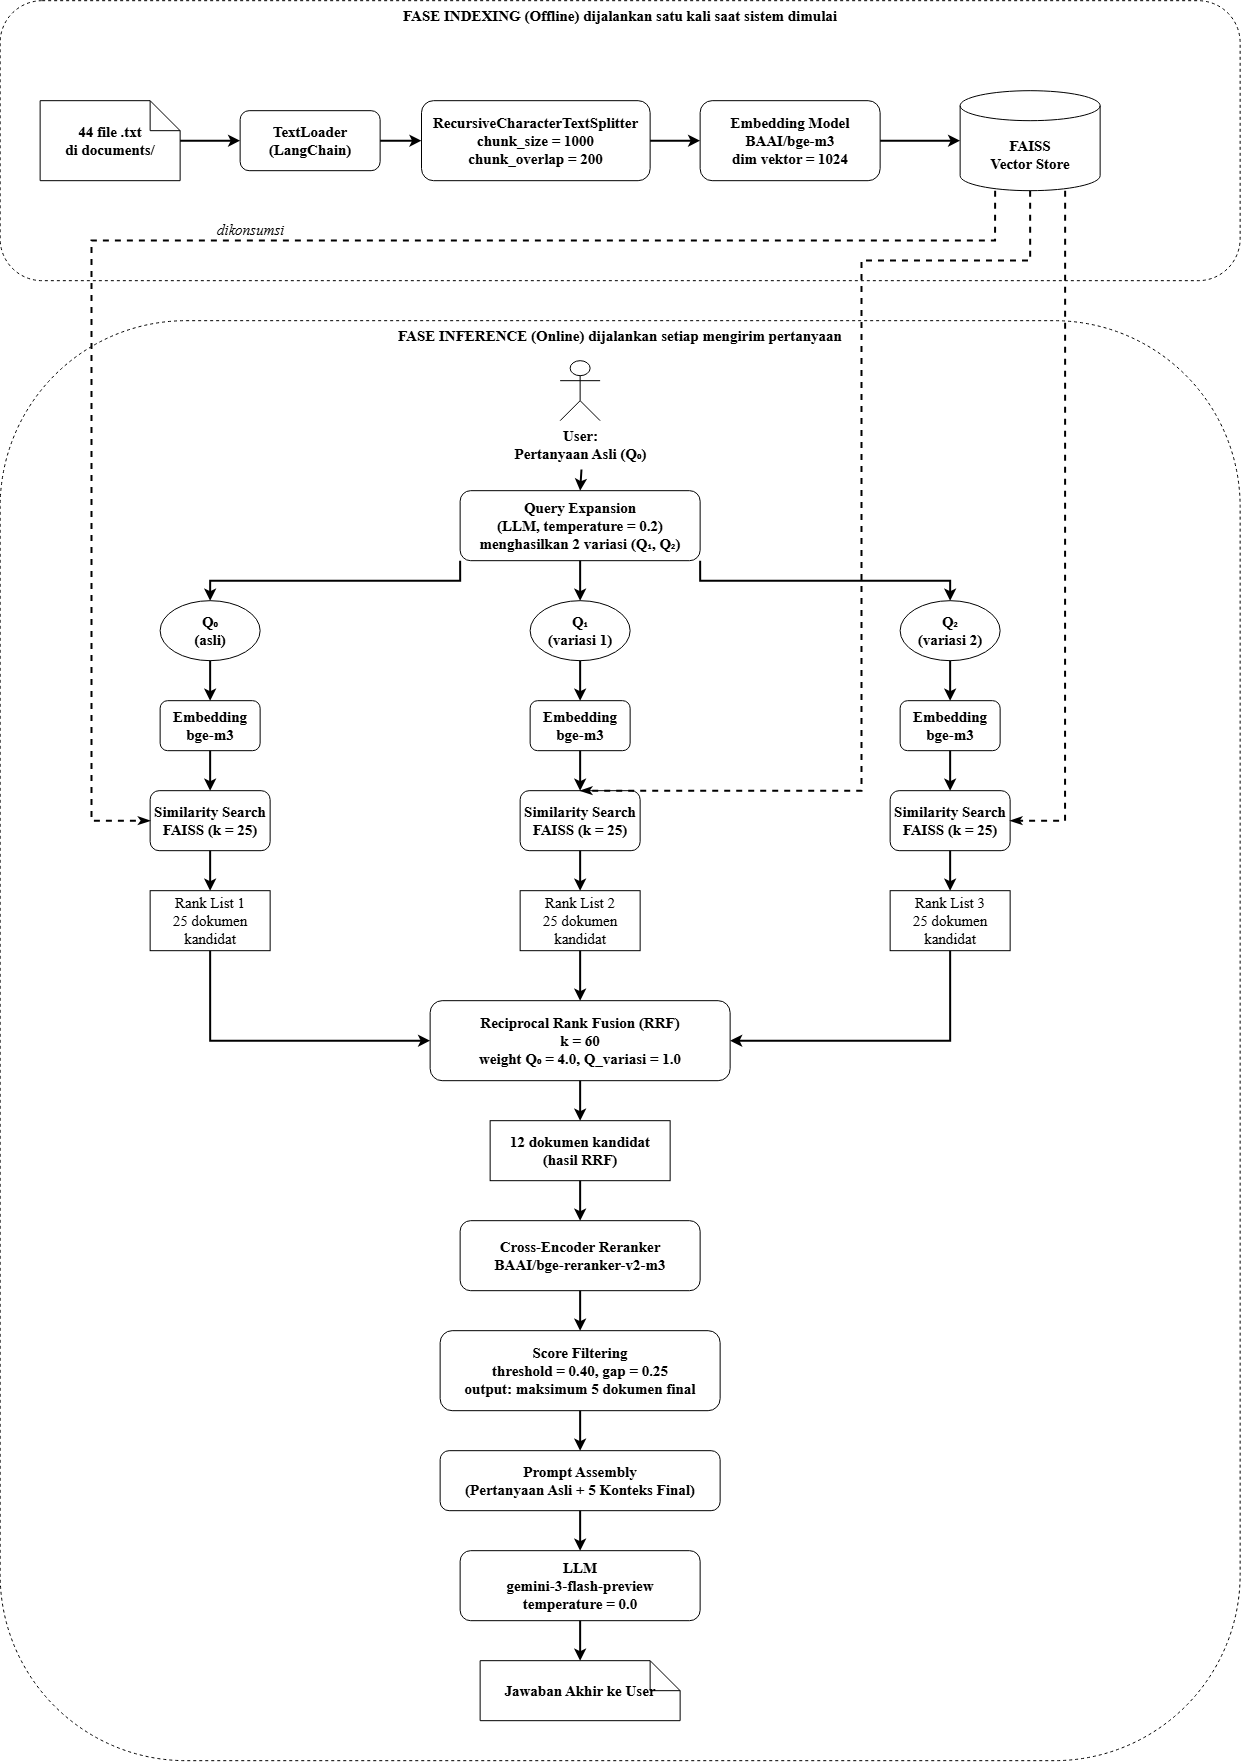 FASE INDEXING (Offline) dijalankan satu kali saat sistem dimulai
44 file .txt
di documents/
TextLoader
(LangChain)
RecursiveCharacterTextSplitter
chunk_size = 1000
chunk_overlap = 200
Embedding Model
BAAI/bge-m3
dim vektor = 1024
FAISS
Vector Store
dikonsumsi
FASE INFERENCE (Online) dijalankan setiap mengirim pertanyaan
User:
Pertanyaan Asli (Q₀)
Query Expansion
(LLM, temperature = 0.2)
menghasilkan 2 variasi (Q₁, Q₂)
Q₀
(asli)
Q₁
(variasi 1)
Q₂
(variasi 2)
Embedding
bge-m3
Embedding
bge-m3
Embedding
bge-m3
Similarity Search
FAISS (k = 25)
Similarity Search
FAISS (k = 25)
Similarity Search
FAISS (k = 25)
Rank List 1
25 dokumen
kandidat
Rank List 2
25 dokumen
kandidat
Rank List 3
25 dokumen
kandidat
Reciprocal Rank Fusion (RRF)
k = 60
weight Q₀ = 4.0, Q_variasi = 1.0
12 dokumen kandidat
(hasil RRF)
Cross-Encoder Reranker
BAAI/bge-reranker-v2-m3
Score Filtering
threshold = 0.40, gap = 0.25
output: maksimum 5 dokumen final
Prompt Assembly
(Pertanyaan Asli + 5 Konteks Final)
LLM
gemini-3-flash-preview
temperature = 0.0
Jawaban Akhir ke User